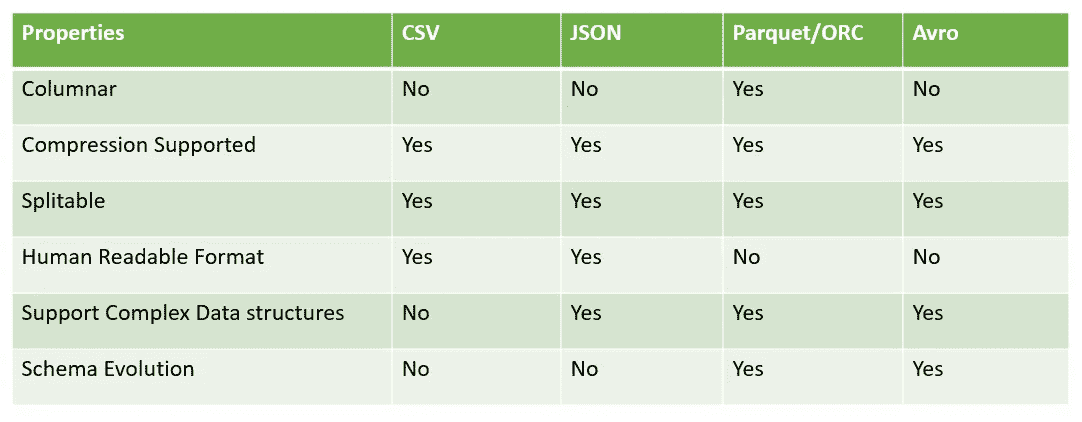 Properties CSV JSON Parquet/ORC Avro
Columnar No No Yes No
Compression Supported Yes Yes Yes Yes
Splitable Yes Yes Yes Yes
Human Readable Format Yes Yes No No
Support Complex Data structures No Yes Yes Yes
Schema Evolution No No Yes Yes